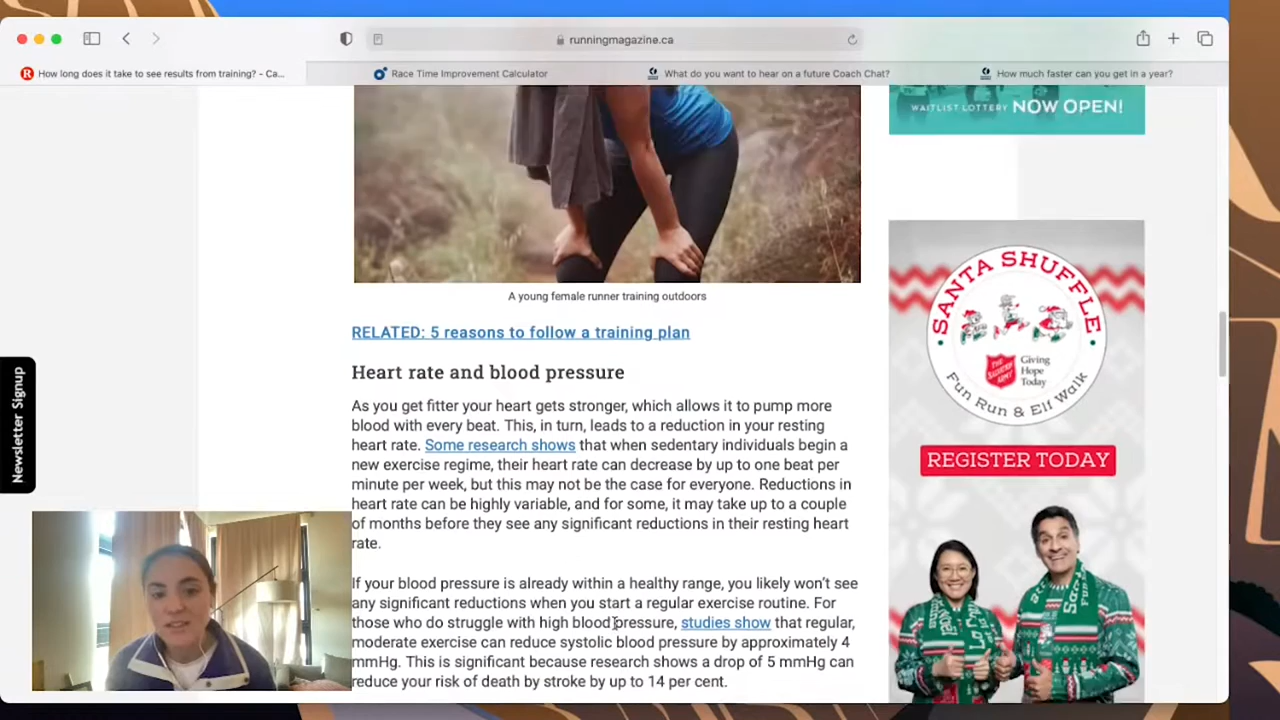 runningmagazine.ca
How long does it take to see results from training? - Ca...
Race Time Improvement Calculator
What do you want to hear on a future Coach Chat?
How much faster can you get in a year?
WAITLIST LOTTERY NOW OPEN!
A young female runner training outdoors
RELATED: 5 reasons to follow a training plan
Heart rate and blood pressure
As you get fitter your heart gets stronger, which allows it to pump more
blood with every beat. This, in turn, leads to a reduction in your resting
heart rate. Some research shows that when sedentary individuals begin a
new exercise regime, their heart rate can decrease by up to one beat per
minute per week, but this may not be the case for everyone. Reductions in
heart rate can be highly variable, and for some, it may take up to a couple
of months before they see any significant reductions in their resting heart
rate.
If your blood pressure is already within a healthy range, you likely won't see
any significant reductions when you start a regular exercise routine. For
those who do struggle with high blood pressure, studies show that regular,
moderate exercise can reduce systolic blood pressure by approximately 4
mmHg. This is significant because research shows a drop of 5 mmHg can
reduce your risk of death by stroke by up to 14 per cent.
Newsletter Signup
SANTA SHUFFLE
THE SALVATION ARMY
Giving
Hope
Today
Fun Run & Elf Walk
REGISTER TODAY